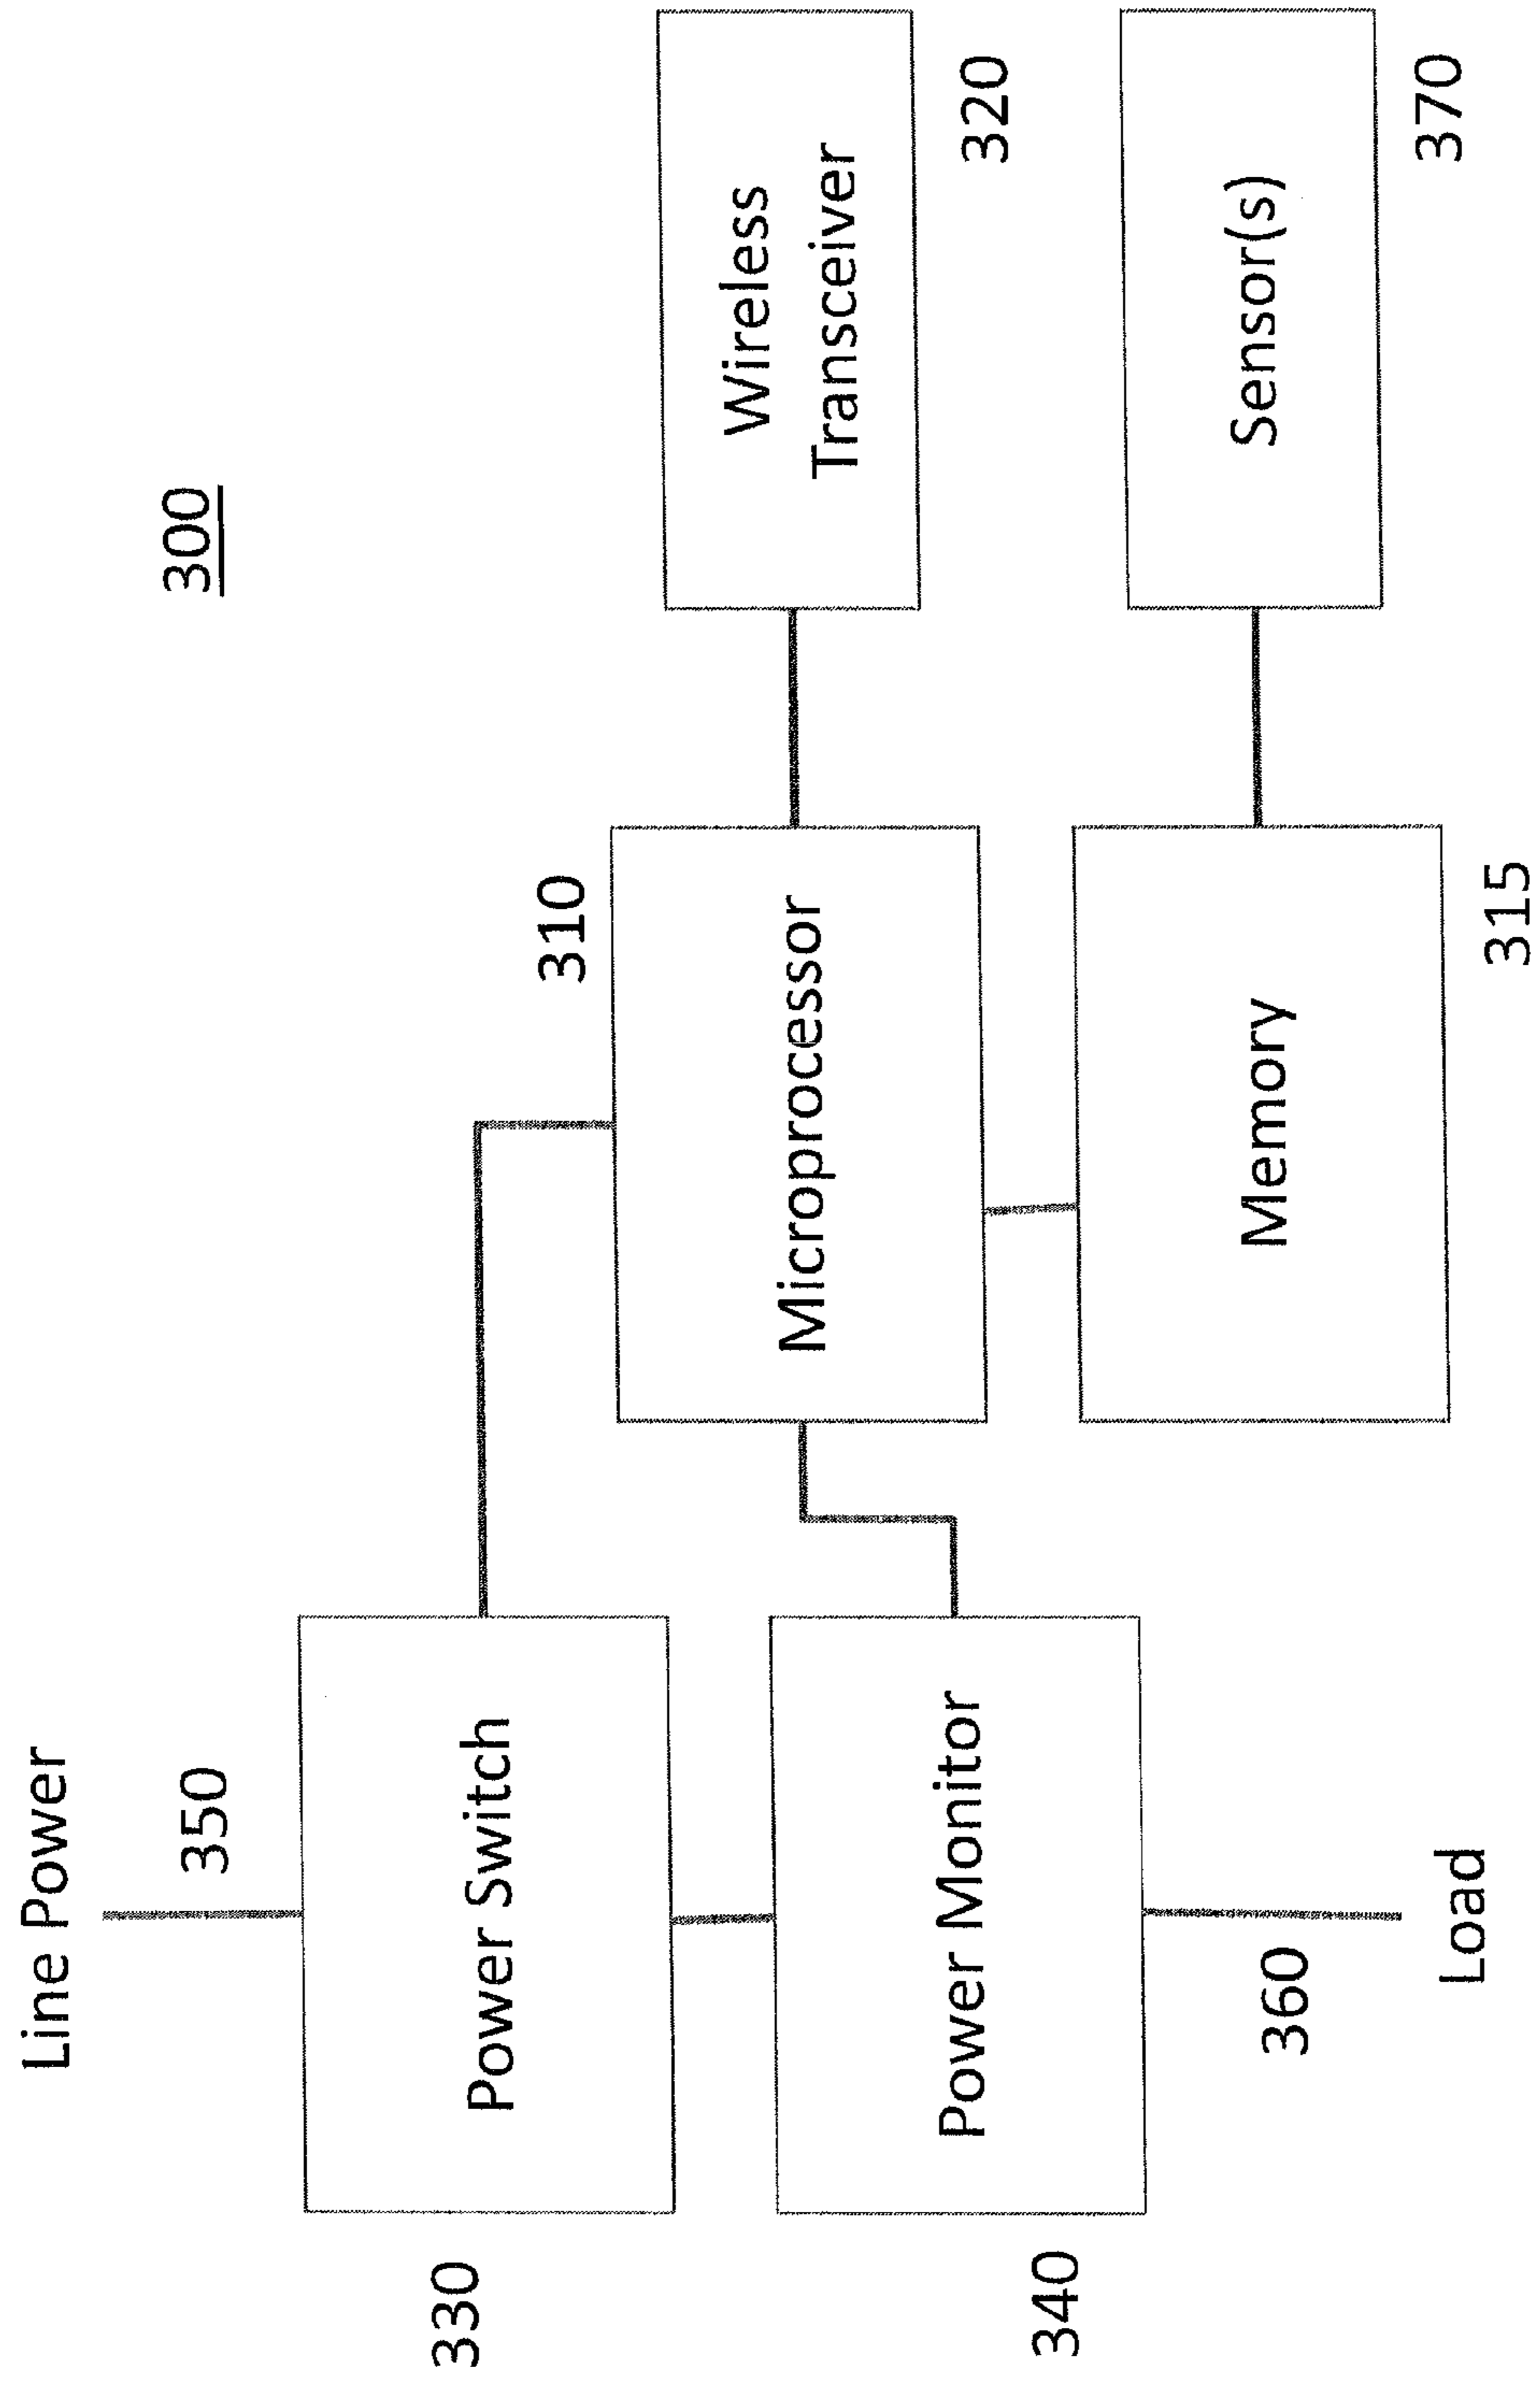 300
Line Power
350
330
Power Switch
310
Microprocessor
Wireless
Transceiver
320
340
Power Monitor
Memory
315
Sensor(s)
370
360
Load